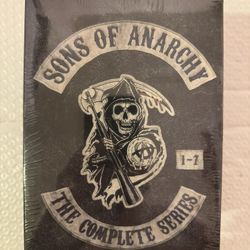 SONS OF ANARCHY
1-7
THE COMPLETE SERIES